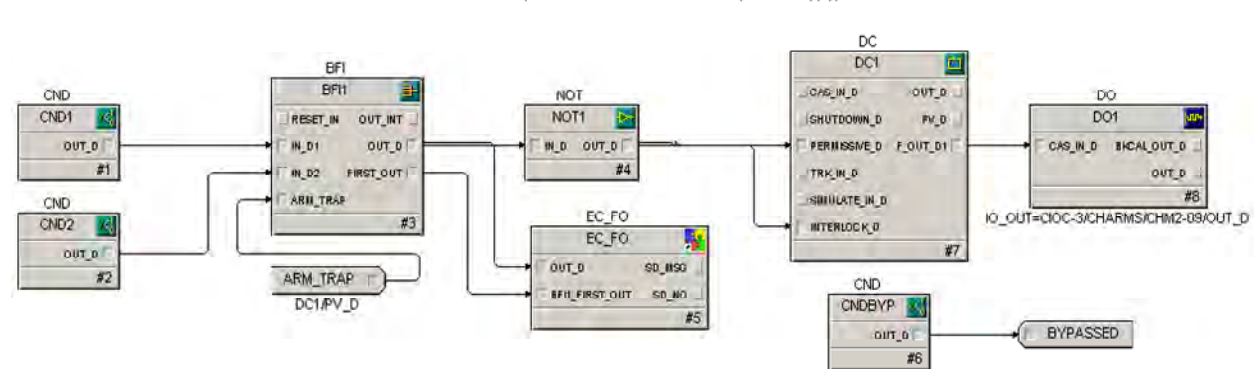 CND
CND1
OUT_D
#1
CND
CND2
OUT_D
#2
BFI
BFI1
RESET_IN OUT_INT
IN_D1 OUT_D
IN_D2 FIRST_OUT
ARM_TRAP
#3
ARM_TRAP
DC1/PV_D
NOT
NOT1
IN_D OUT_D
#4
EC_FO
EC_FO
OUT_D SD_MSG
BFI1_FIRST_OUT SD_NO
#5
DC
DC1
CAS_IN_D OUT_D
SHUTDOWN_D PV_D
PERMISSIVE_D F_OUT_D1
TRK_IN_D
SIMULATE_IN_D
INTERLOCK_D
#7
DO
DO1
CAS_IN_D BKCAL_OUT_D
OUT_D
#8
IO_OUT=CIOC-3/CHARMS/CHM2-09/OUT_D
CND
CNDBYP
OUT_D
#6
BYPASSED